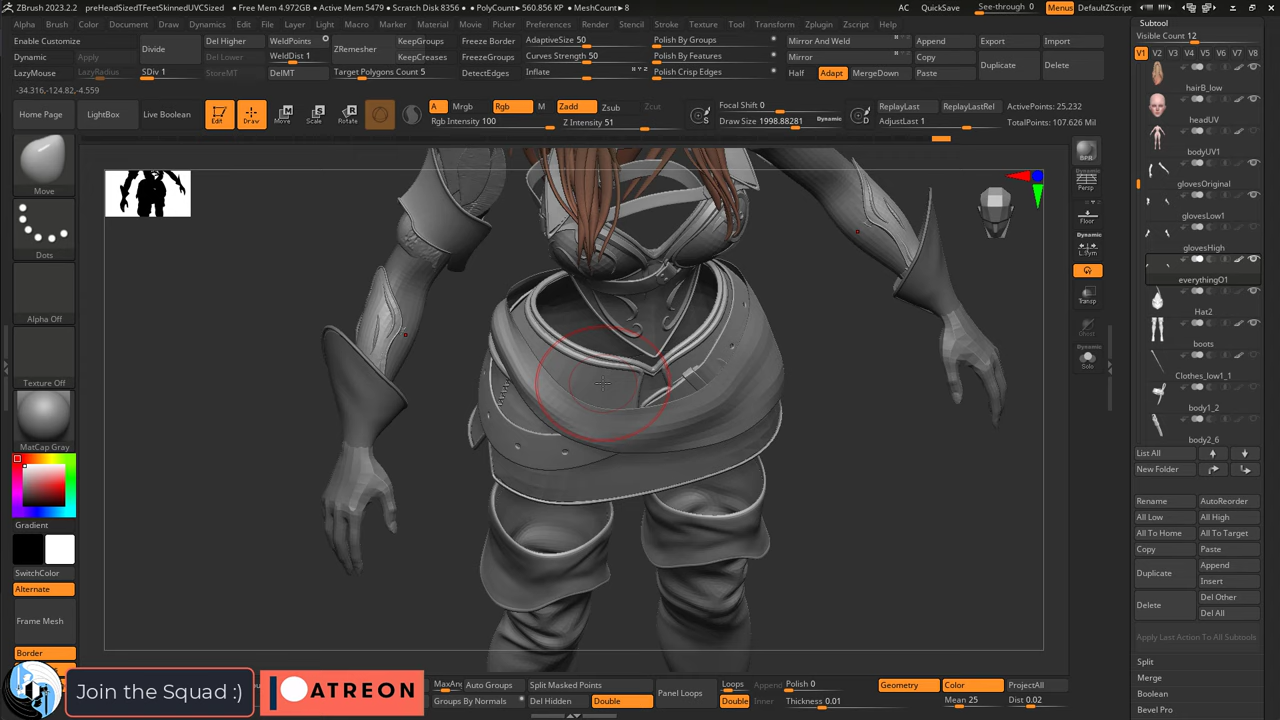 ZBrush 2023.2.2 preHeadSizedTFeetSkinnedUVCSized • Free Mem 4.972GB • Active Mem 5479 • Scratch Disk 8356 • PolyCount• 560.856 KP • MeshCount• 8 AC QuickSave See-through 0 Menus DefaultZScript
Alpha Brush Color Document Draw Dynamics Edit File Layer Light Macro Marker Material Movie Picker Preferences Render Stencil Stroke Texture Tool Transform Zplugin Zscript Help
Subtool
Visible Count 12
V1 V2 V3 V4 V5 V6 V7 V8
Enable Customize
Dynamic Apply
LazyMouse LazyRadius
Divide
SDiv 1
Del Higher
Del Lower
StoreMT
WeldPoints
WeldDist 1
DelMT
ZRemesher
KeepGroups
KeepCreases
Target Polygons Count 5
Freeze Border
FreezeGroups
DetectEdges
AdaptiveSize 50
Curves Strength 50
Inflate
Polish By Groups
Polish By Features
Polish Crisp Edges
Mirror And Weld
Mirror
Half Adapt MergeDown
Append
Copy
Paste
Export
Duplicate
Import
Delete
-34.316,-124.82,-4.559
Home Page LightBox Live Boolean Edit Draw Move Scale Rotate
A Mrgb Rgb M
Rgb Intensity 100
Zadd Zsub Zcut
Z Intensity 51
Focal Shift 0
Draw Size 1998.88281 Dynamic
ReplayLast ReplayLastRel
AdjustLast 1
ActivePoints: 25.232
TotalPoints: 107.626 Mil
Move
Dots
Alpha Off
Texture Off
MatCap Gray
Gradient
SwitchColor
Alternate
Frame Mesh
Border
BPR
Dynamic
Persp
Floor
Dynamic
L.Sym
Transp
Ghost
Solo
hairB_low
headUV
bodyUV1
glovesOriginal
glovesLow1
glovesHigh
everythingO1
Hat2
boots
Clothes_low1_1
body1_2
body2_6
List All
New Folder
Rename AutoReorder
All Low All High
All To Home All To Target
Copy Paste
Duplicate
Append
Insert
Delete
Del Other
Del All
Apply Last Action To All Subtools
Split
Merge
Boolean
Bevel Pro
Join the Squad :)
PATREON
MaxAn Auto Groups
Groups By Normals
Split Masked Points
Del Hidden Double
Panel Loops
Loops Append
Double Inner
Polish 0
Thickness 0.01
Geometry Color ProjectAll
Mean 25 Dist 0.02